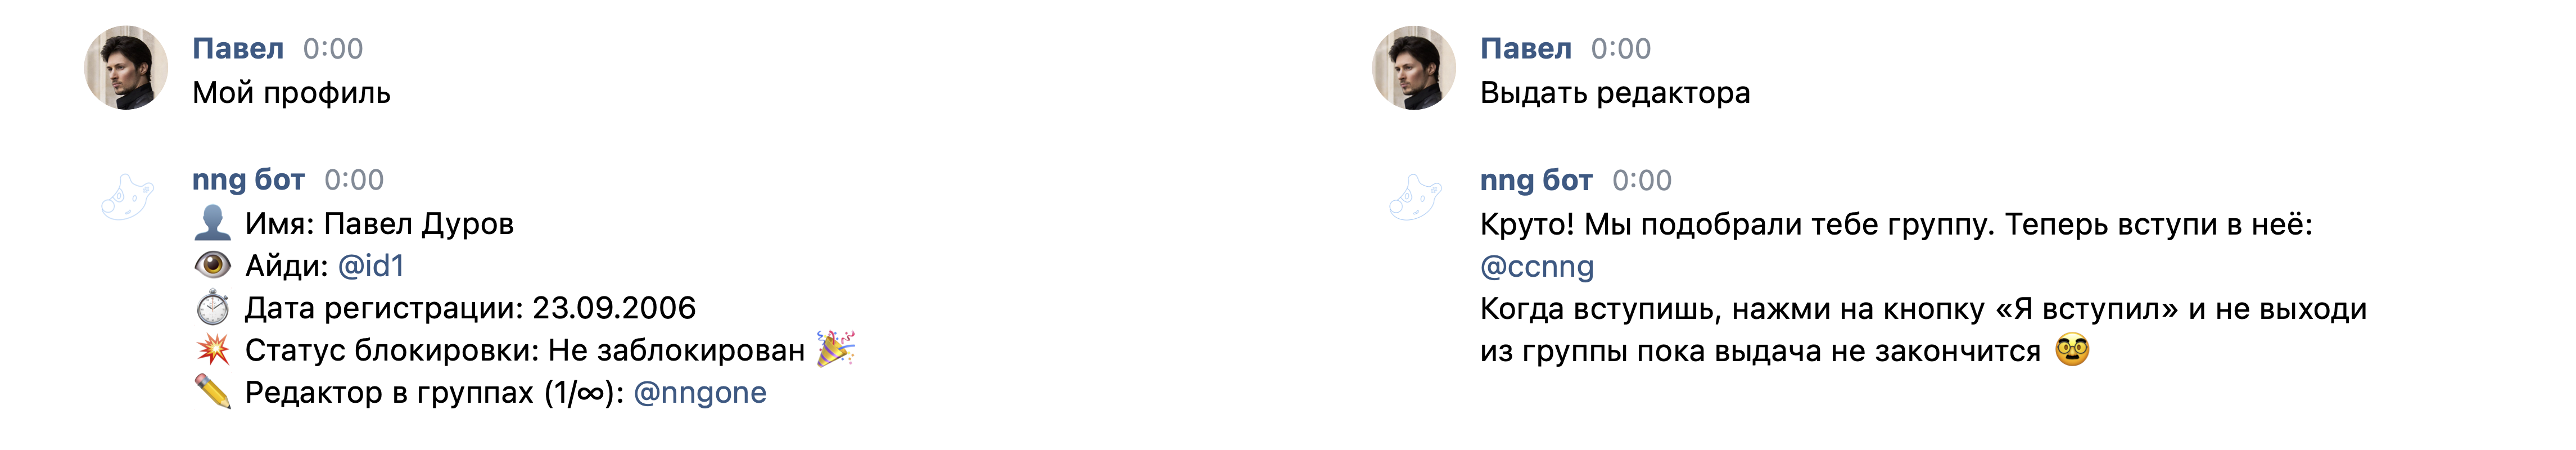 Павел 0:00
Мой профиль
nng бот 0:00
👤 Имя: Павел Дуров
👁 Айди: @id1
⏱ Дата регистрации: 23.09.2006
💥 Статус блокировки: Не заблокирован 🎉
✏️ Редактор в группах (1/∞): @nngone
Павел 0:00
Выдать редактора
nng бот 0:00
Круто! Мы подобрали тебе группу. Теперь вступи в неё:
@ccnng
Когда вступишь, нажми на кнопку «Я вступил» и не выходи
из группы пока выдача не закончится 🥸